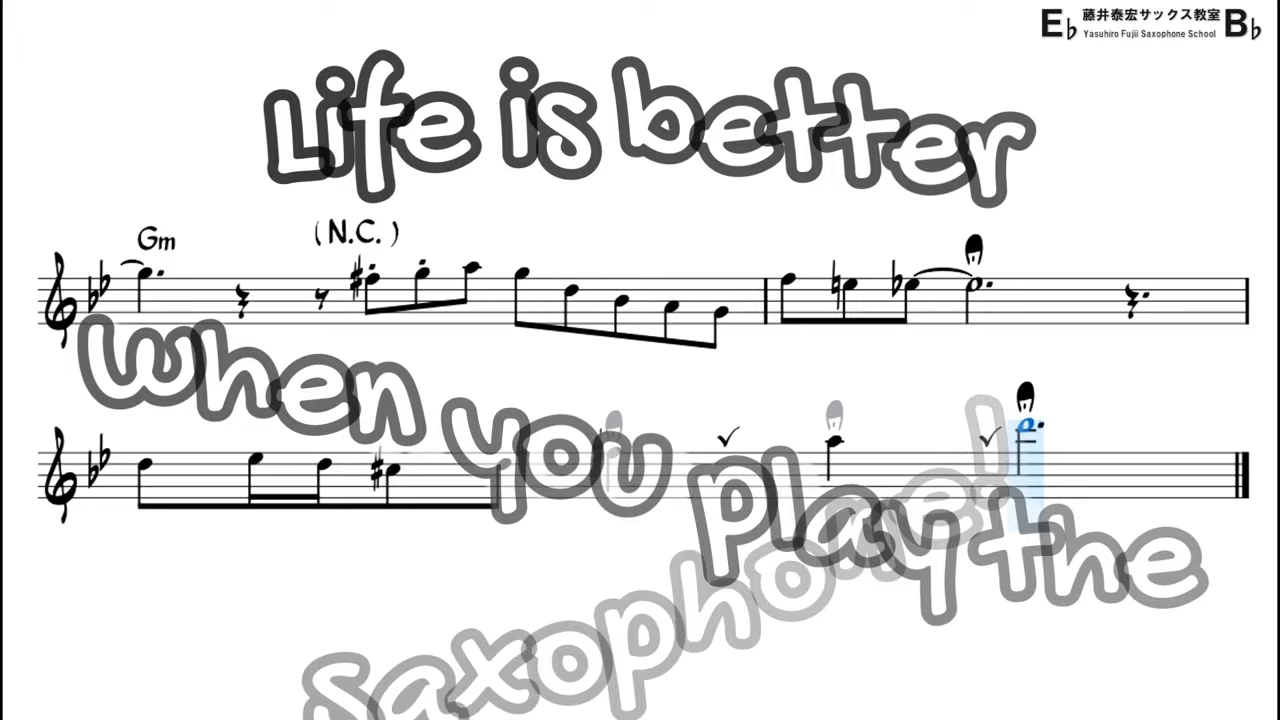 E♭ 藤井泰宏サックス教室 B♭
Yasuhiro Fujii Saxophone School
Life is better
Gm (N.C.)
When you play the
Saxophone!